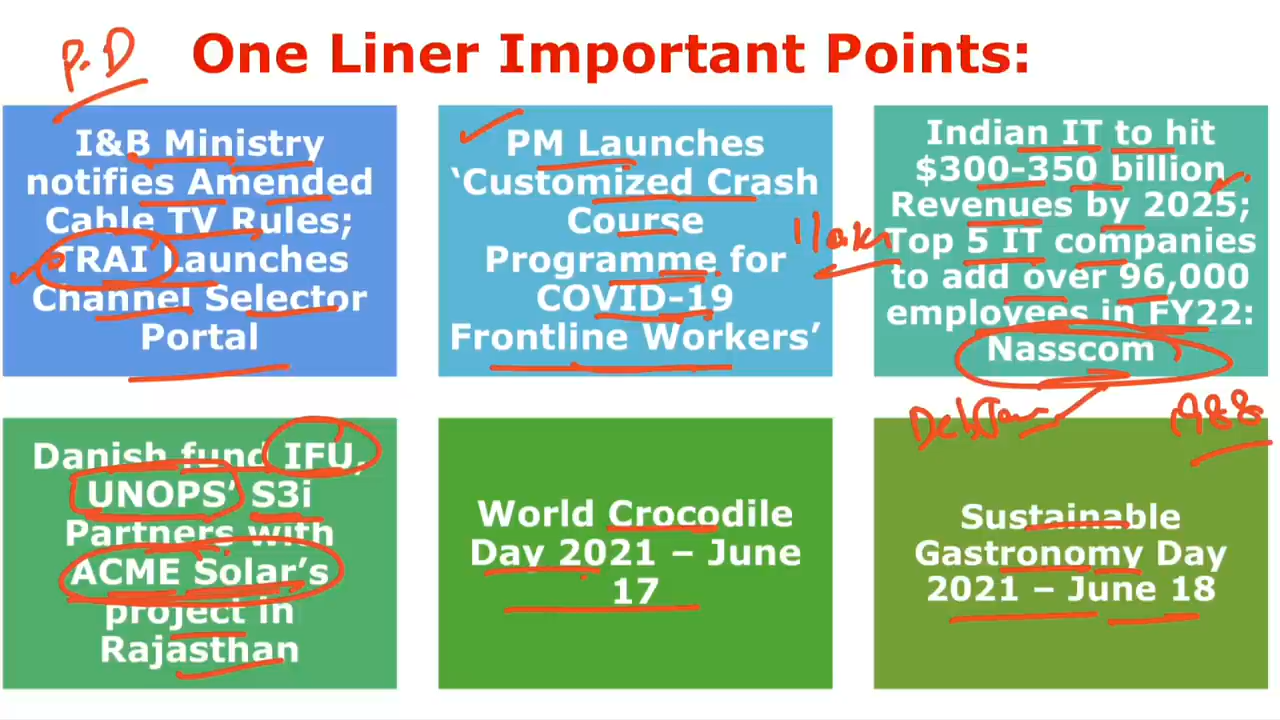 P.D
One Liner Important Points:
I&B Ministry
notifies Amended
Cable TV Rules;
TRAI Launches
Channel Selector
Portal
PM Launches
‘Customized Crash
Course
Programme for
COVID-19
Frontline Workers’
Indian IT to hit
$300-350 billion
Revenues by 2025;
Top 5 IT companies
to add over 96,000
employees in FY22:
Nasscom
1988
Danish fund IFU,
UNOPS’ S3i
Partners with
ACME Solar’s
project in
Rajasthan
World Crocodile
Day 2021 – June
17
Sustainable
Gastronomy Day
2021 – June 18